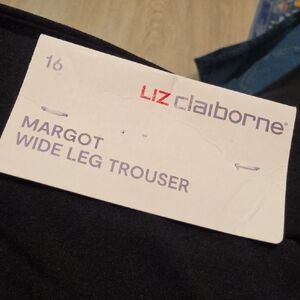 16
LIZ claiborne®
MARGOT
WIDE LEG TROUSER